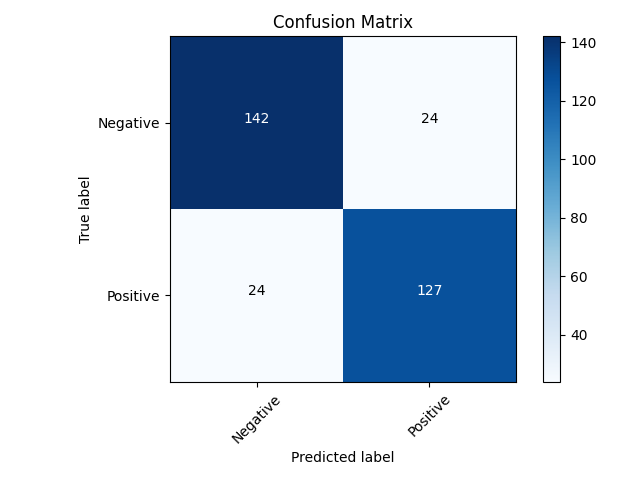 Confusion Matrix
True label
Negative 142 24
Positive 24 127
Negative Positive
Predicted label
140
120
100
80
60
40